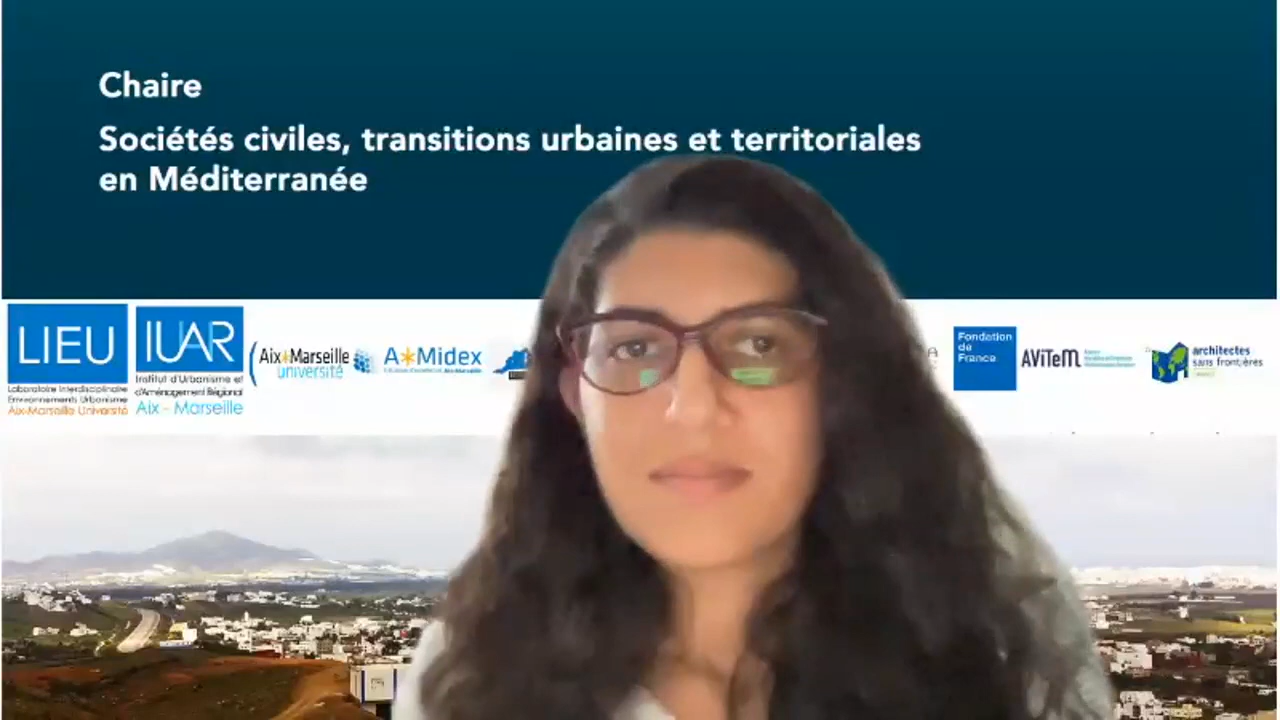 Chaire
Sociétés civiles, transitions urbaines et territoriales
en Méditerranée
LIEU
Laboratoire Interdisciplinaire
Environnements Urbanisme
Aix-Marseille Université
IUAR
Institut d'Urbanisme et
d'Aménagement Régional
Aix - Marseille
Aix Marseille
université
A Midex
Fondation
de
France
AViTeM
architectes
sans frontières